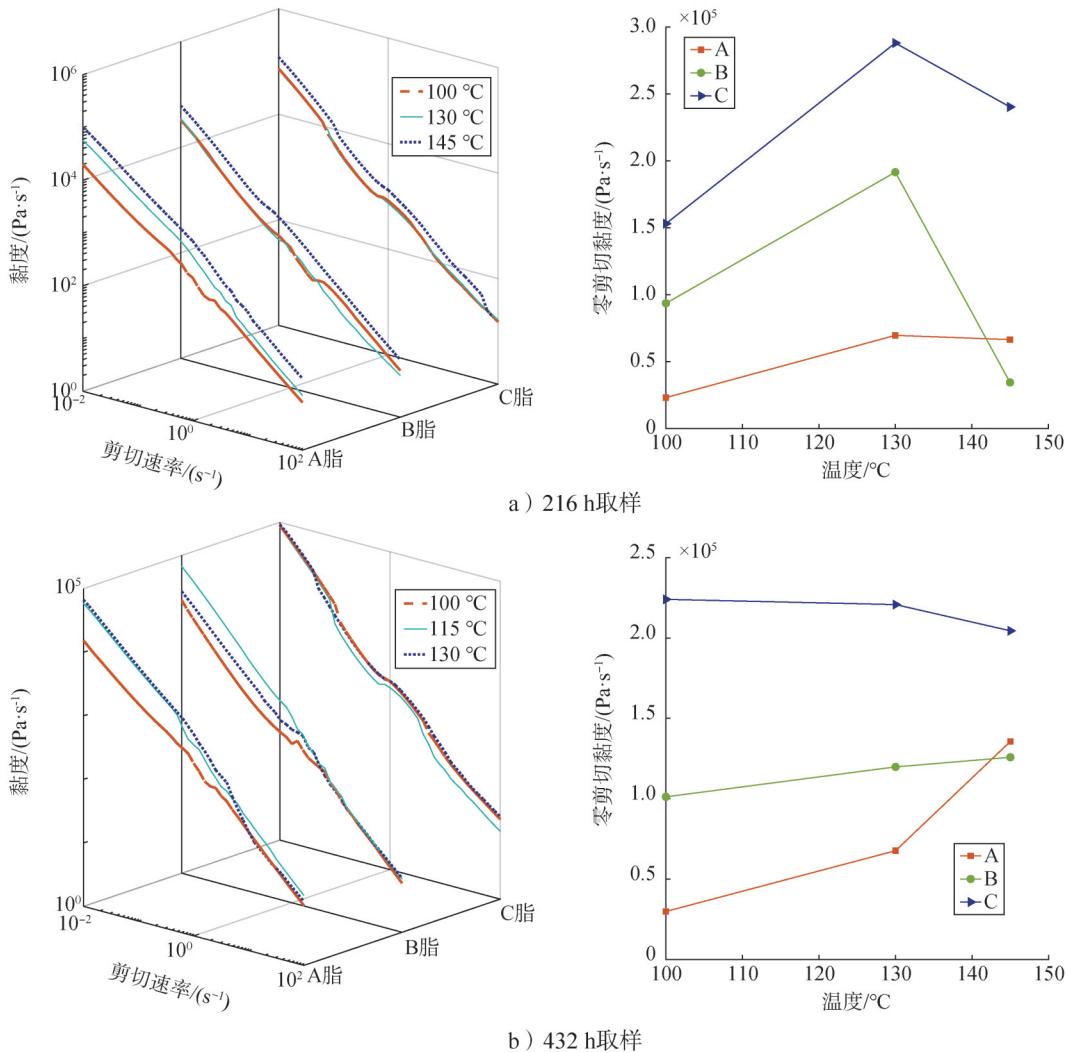 10⁶
10⁴
10²
10⁰
黏度/(Pa·s⁻¹)
10⁻²
10⁰
10²
剪切速率/(s⁻¹)
A脂
B脂
C脂
100 ℃
130 ℃
145 ℃
×10⁵
3.0
2.5
2.0
1.5
1.0
0.5
0
零剪切黏度/(Pa·s⁻¹)
A
B
C
100
110
120
130
140
150
温度/℃
a）216 h取样
10⁵
10⁰
黏度/(Pa·s⁻¹)
10⁻²
10⁰
10²
剪切速率/(s⁻¹)
A脂
B脂
C脂
100 ℃
115 ℃
130 ℃
×10⁵
2.5
2.0
1.5
1.0
0.5
0
零剪切黏度/(Pa·s⁻¹)
A
B
C
100
110
120
130
140
150
温度/℃
b）432 h取样